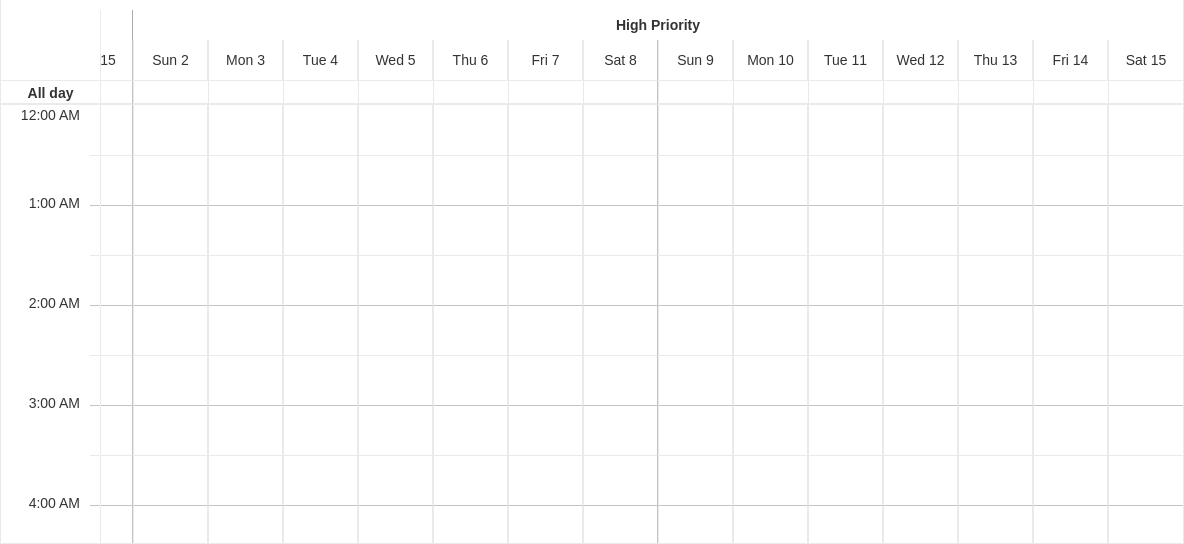 High Priority
15 Sun 2 Mon 3 Tue 4 Wed 5 Thu 6 Fri 7 Sat 8 Sun 9 Mon 10 Tue 11 Wed 12 Thu 13 Fri 14 Sat 15
All day
12:00 AM
1:00 AM
2:00 AM
3:00 AM
4:00 AM